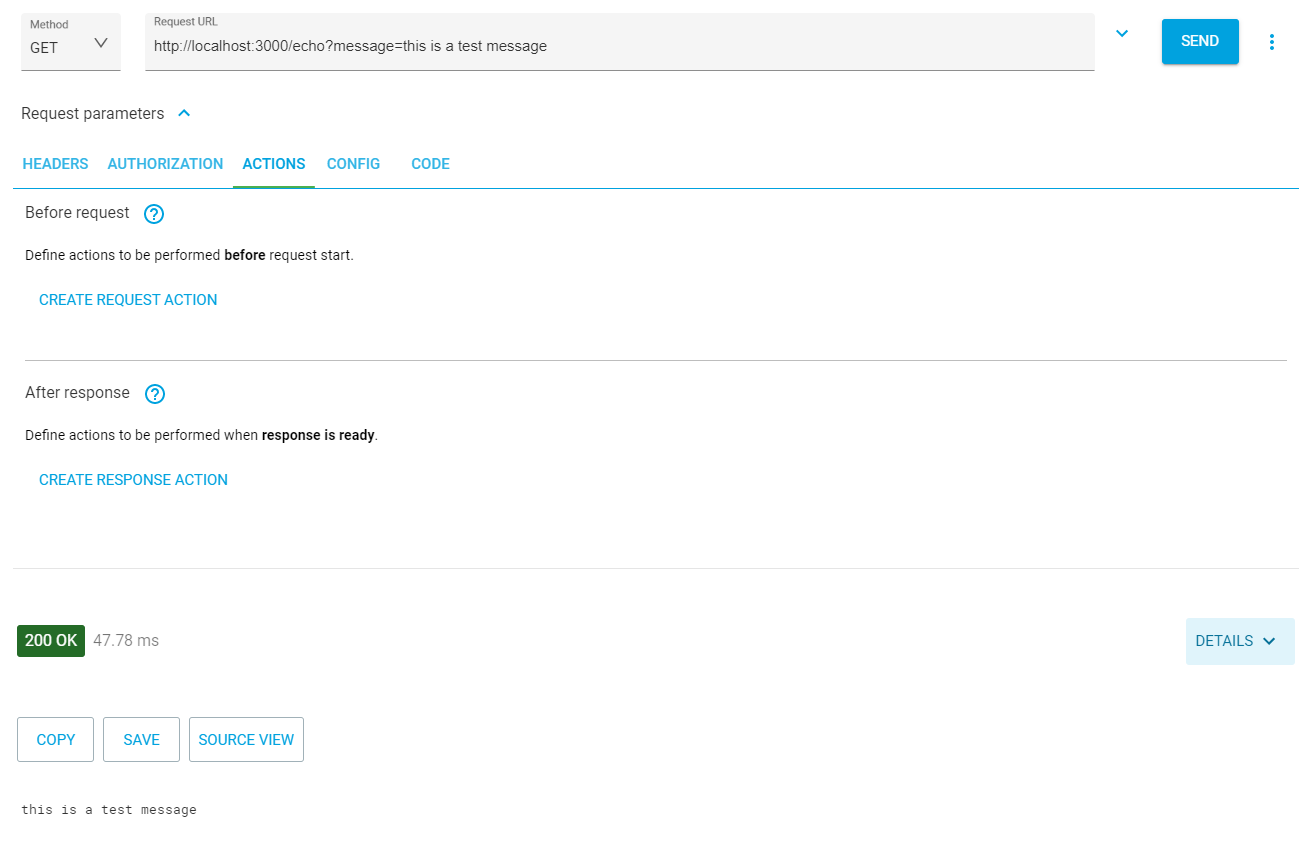 Method
GET
Request URL
http://localhost:3000/echo?message=this is a test message
SEND
Request parameters
HEADERS AUTHORIZATION ACTIONS CONFIG CODE
Before request
Define actions to be performed before request start.
CREATE REQUEST ACTION
After response
Define actions to be performed when response is ready.
CREATE RESPONSE ACTION
200 OK 47.78 ms
DETAILS
COPY SAVE SOURCE VIEW
this is a test message